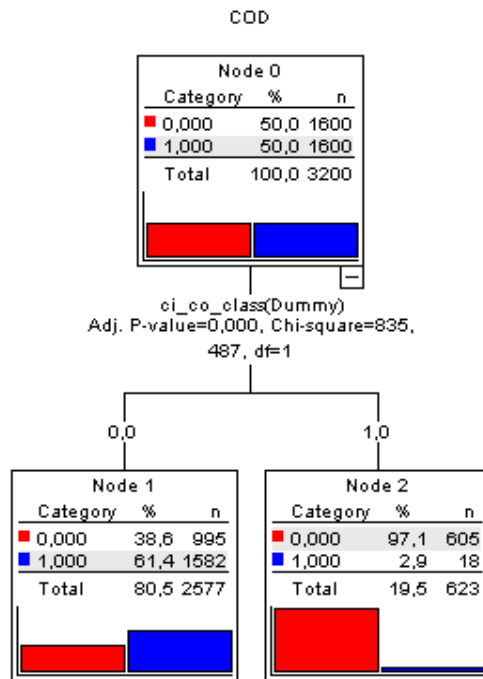 COD
Node 0
Category % n
0,000 50,0 1600
1,000 50,0 1600
Total 100,0 3200
ci_co_class(Dummy)
Adj. P-value=0,000, Chi-square=835,
487, df=1
0,0 1,0
Node 1
Category % n
0,000 38,6 995
1,000 61,4 1582
Total 80,5 2577
Node 2
Category % n
0,000 97,1 605
1,000 2,9 18
Total 19,5 623